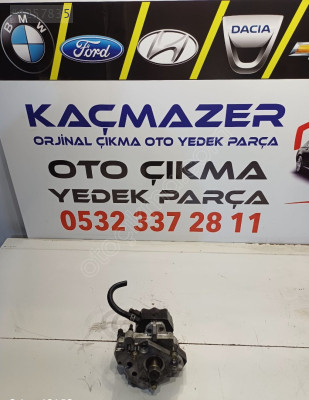 BMW
Ford
DACIA
KAÇMAZER
ORJİNAL ÇIKMA OTO YEDEK PARÇA
OTO ÇIKMA
YEDEK PARÇA
0532 337 28 11